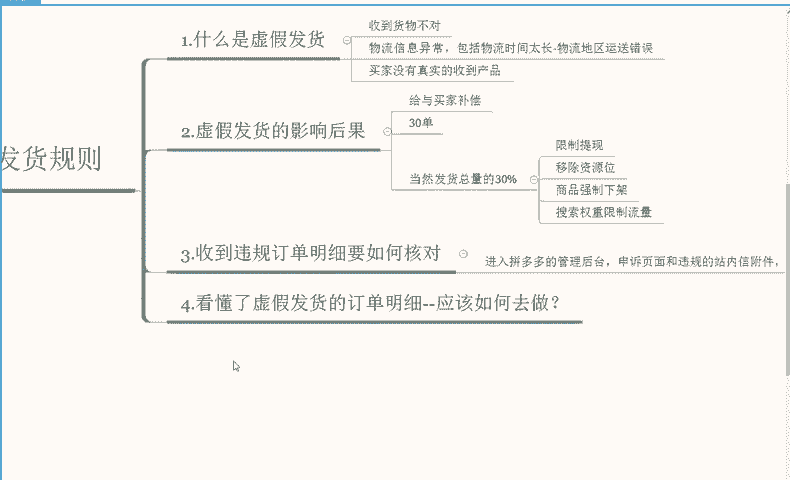 发货规则
1.什么是虚假发货
收到货物不对
物流信息异常，包括物流时间太长-物流地区运送错误
买家没有真实的收到产品
2.虚假发货的影响后果
给与买家补偿
30单
当然发货总量的30%
限制提现
移除资源位
商品强制下架
搜索权重限制流量
3.收到违规订单明细要如何核对
进入拼多多的管理后台，申诉页面和违规的站内信附件，
4.看懂了虚假发货的订单明细--应该如何去做？